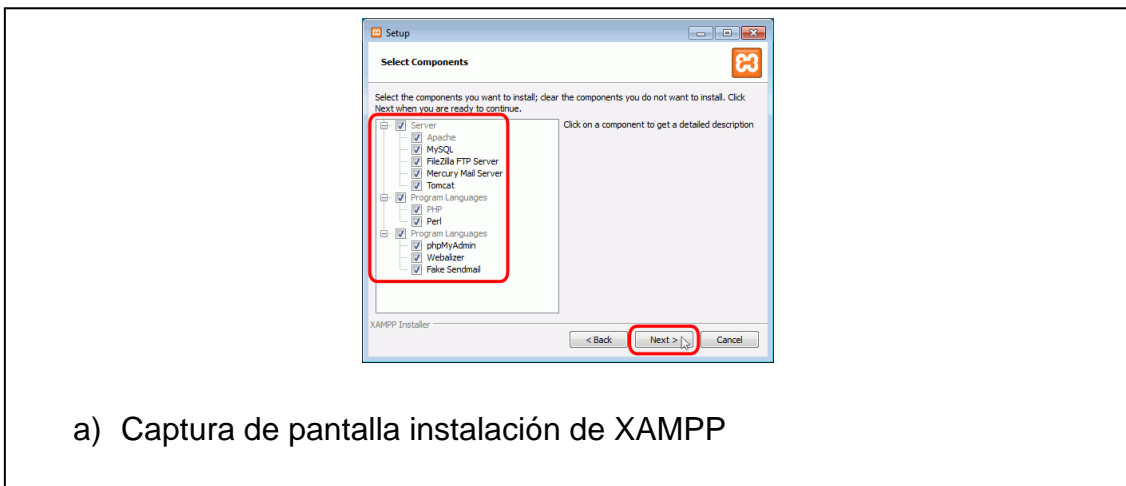 Setup
Select Components
Select the components you want to install; clear the components you do not want to install. Click
Next when you are ready to continue.
Server
Apache
MySQL
FileZilla FTP Server
Mercury Mail Server
Tomcat
Program Languages
PHP
Perl
Program Languages
phpMyAdmin
Webalizer
Fake Sendmail
Click on a component to get a detailed description
XAMPP Installer
< Back Next > Cancel
a) Captura de pantalla instalación de XAMPP